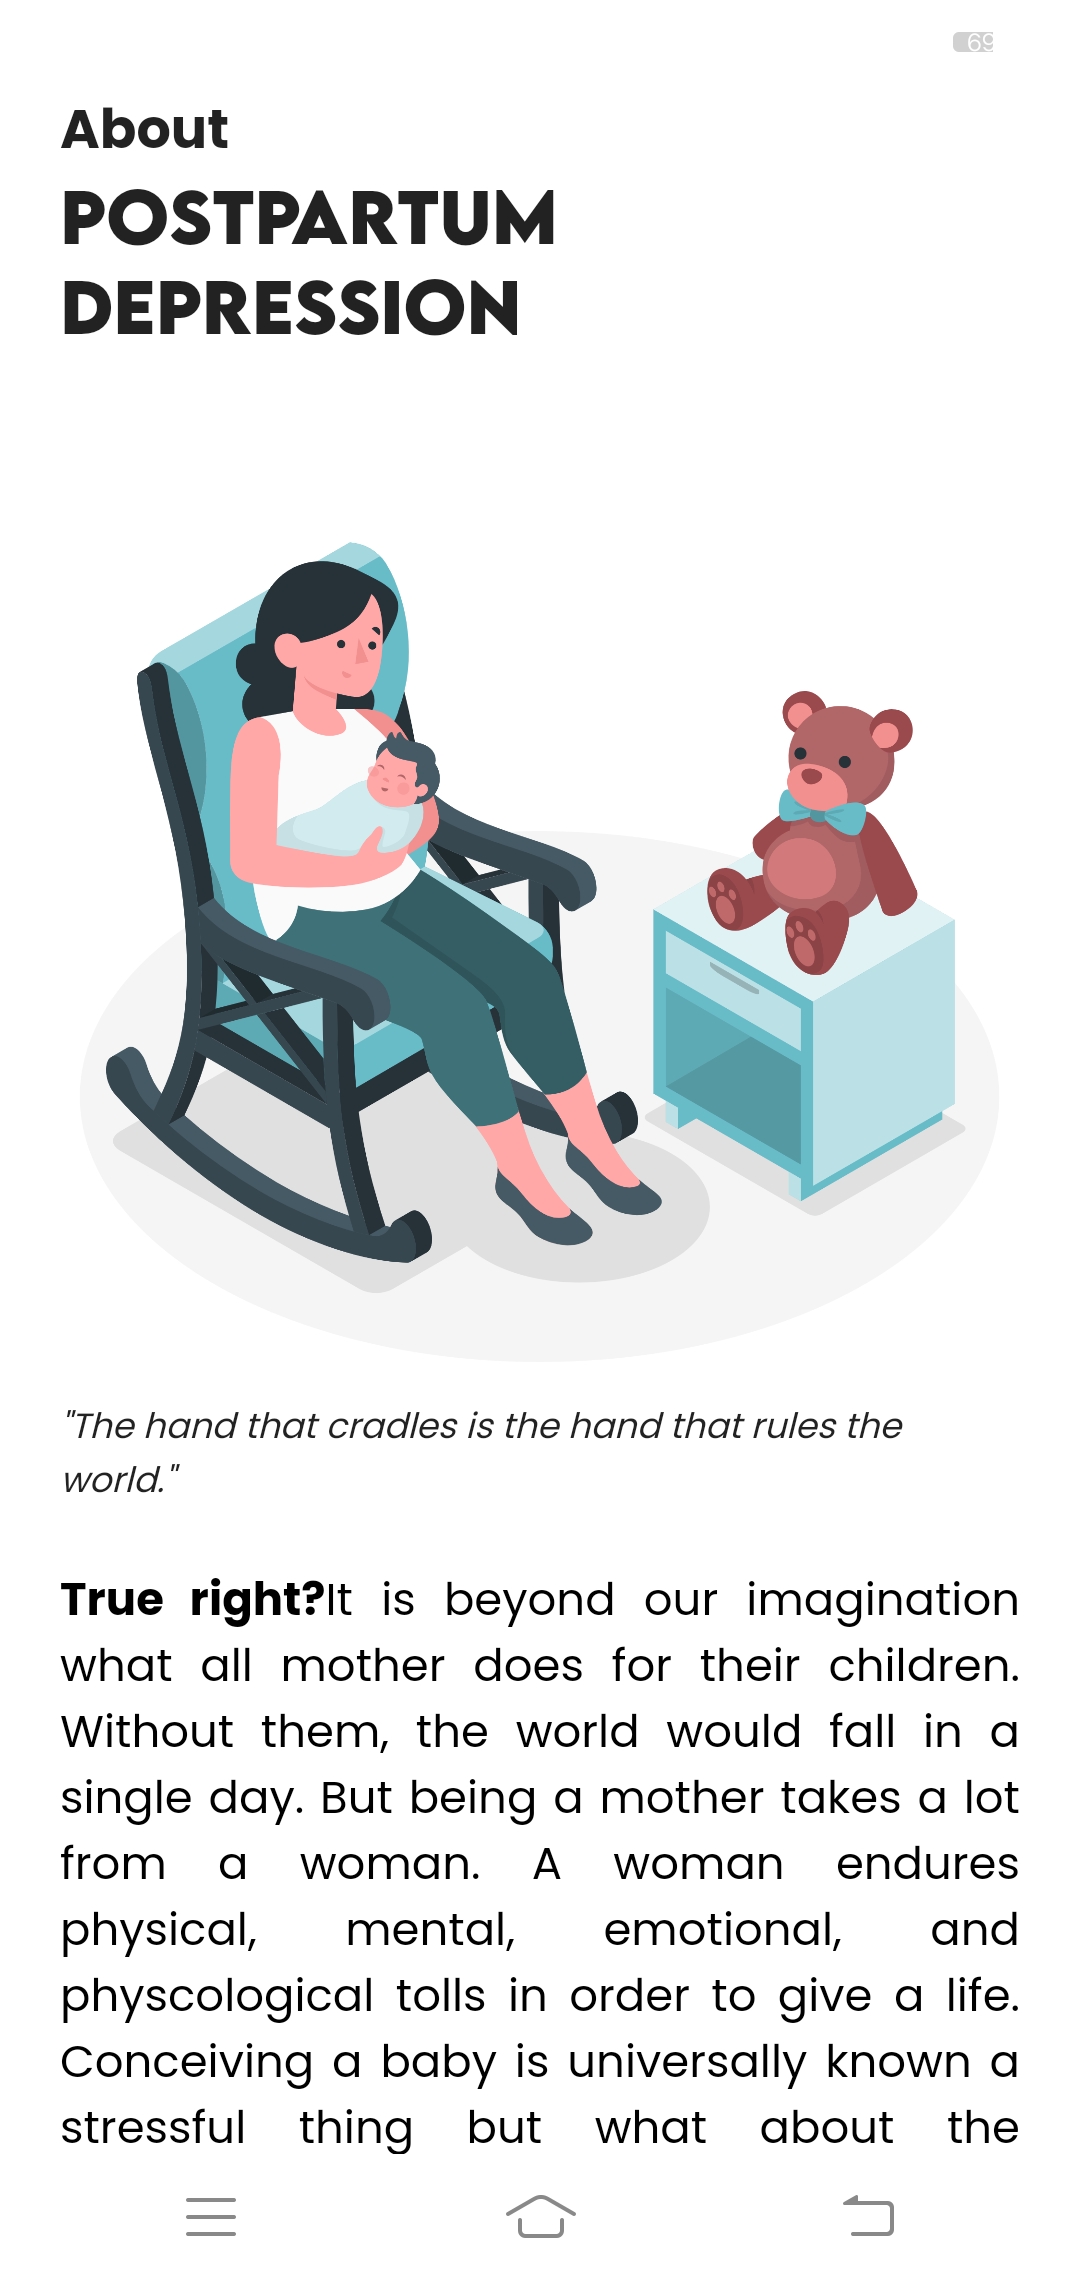 69
About
POSTPARTUM
DEPRESSION
"The hand that cradles is the hand that rules the
world."
True right?It is beyond our imagination
what all mother does for their children.
Without them, the world would fall in a
single day. But being a mother takes a lot
from a woman. A woman endures
physical, mental, emotional, and
physcological tolls in order to give a life.
Conceiving a baby is universally known a
stressful thing but what about the